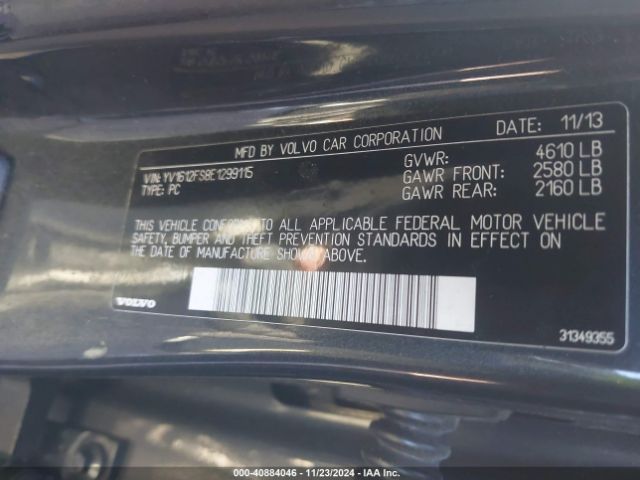 MFD BY VOLVO CAR CORPORATION
DATE: 11/13
VIN: YV1612FS8E1299115
TYPE: PC
GVWR: 4610 LB
GAWR FRONT: 2580 LB
GAWR REAR: 2160 LB
THIS VEHICLE CONFORMS TO ALL APPLICABLE FEDERAL MOTOR VEHICLE
SAFETY, BUMPER AND THEFT PREVENTION STANDARDS IN EFFECT ON
THE DATE OF MANUFACTURE SHOWN ABOVE.
VOLVO
31349355
000-40884046 - 11/23/2024 - IAA Inc.